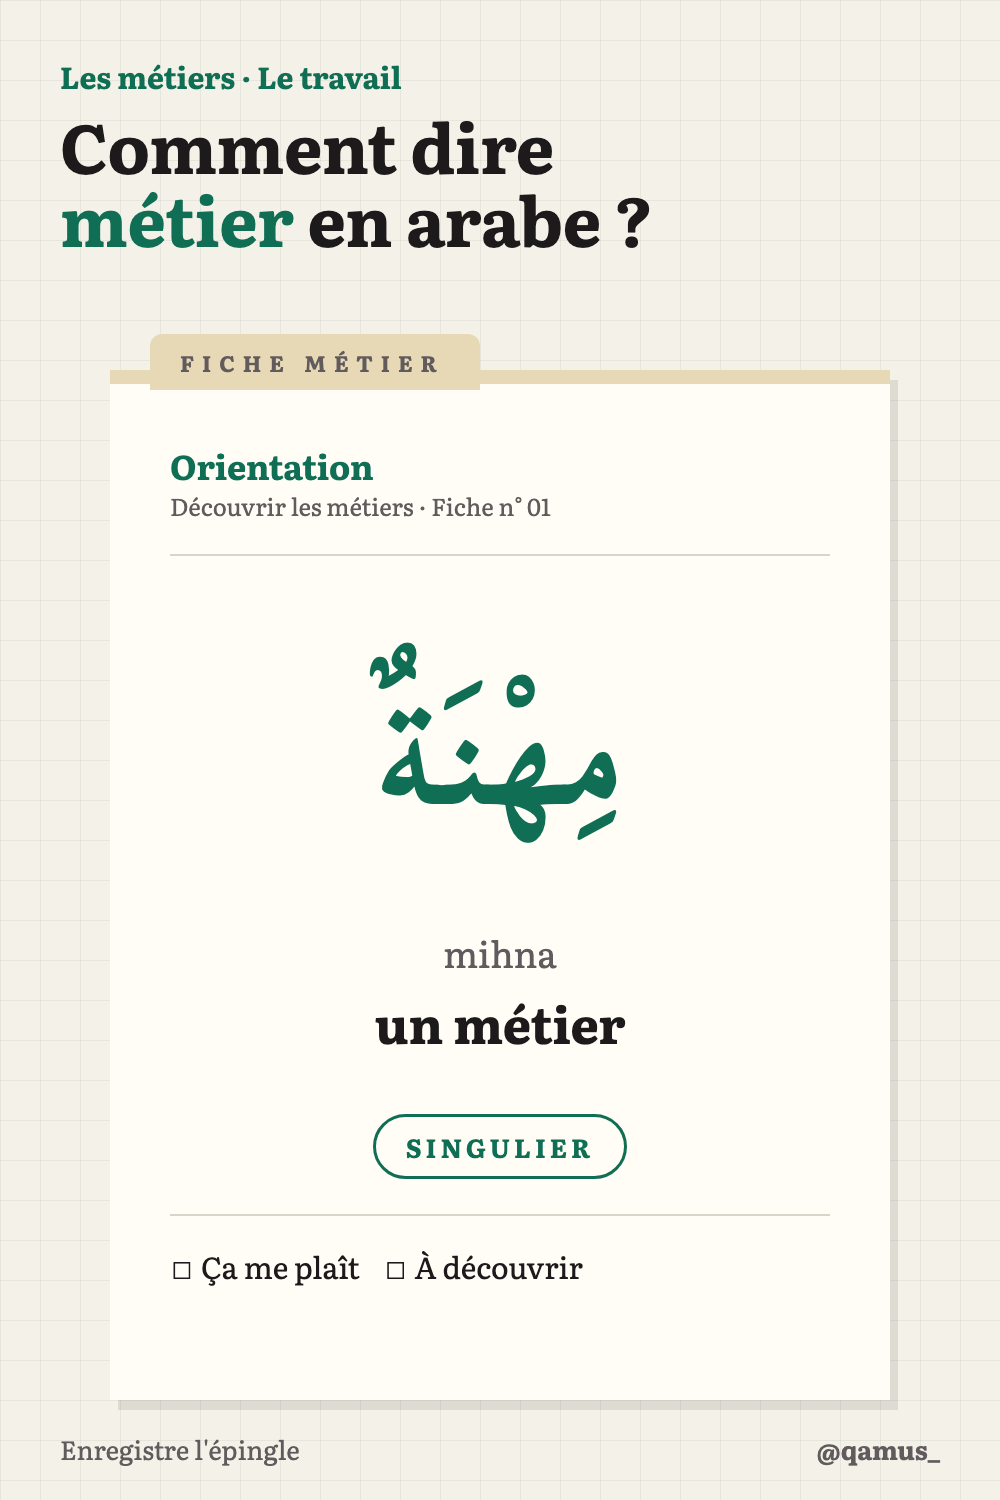 Les métiers · Le travail
Comment dire
métier en arabe ?
FICHE MÉTIER
Orientation
Découvrir les métiers · Fiche n° 01
مِهْنَةٌ
mihna
un métier
SINGULIER
□ Ça me plaît □ À découvrir
Enregistre l'épingle
@qamus_